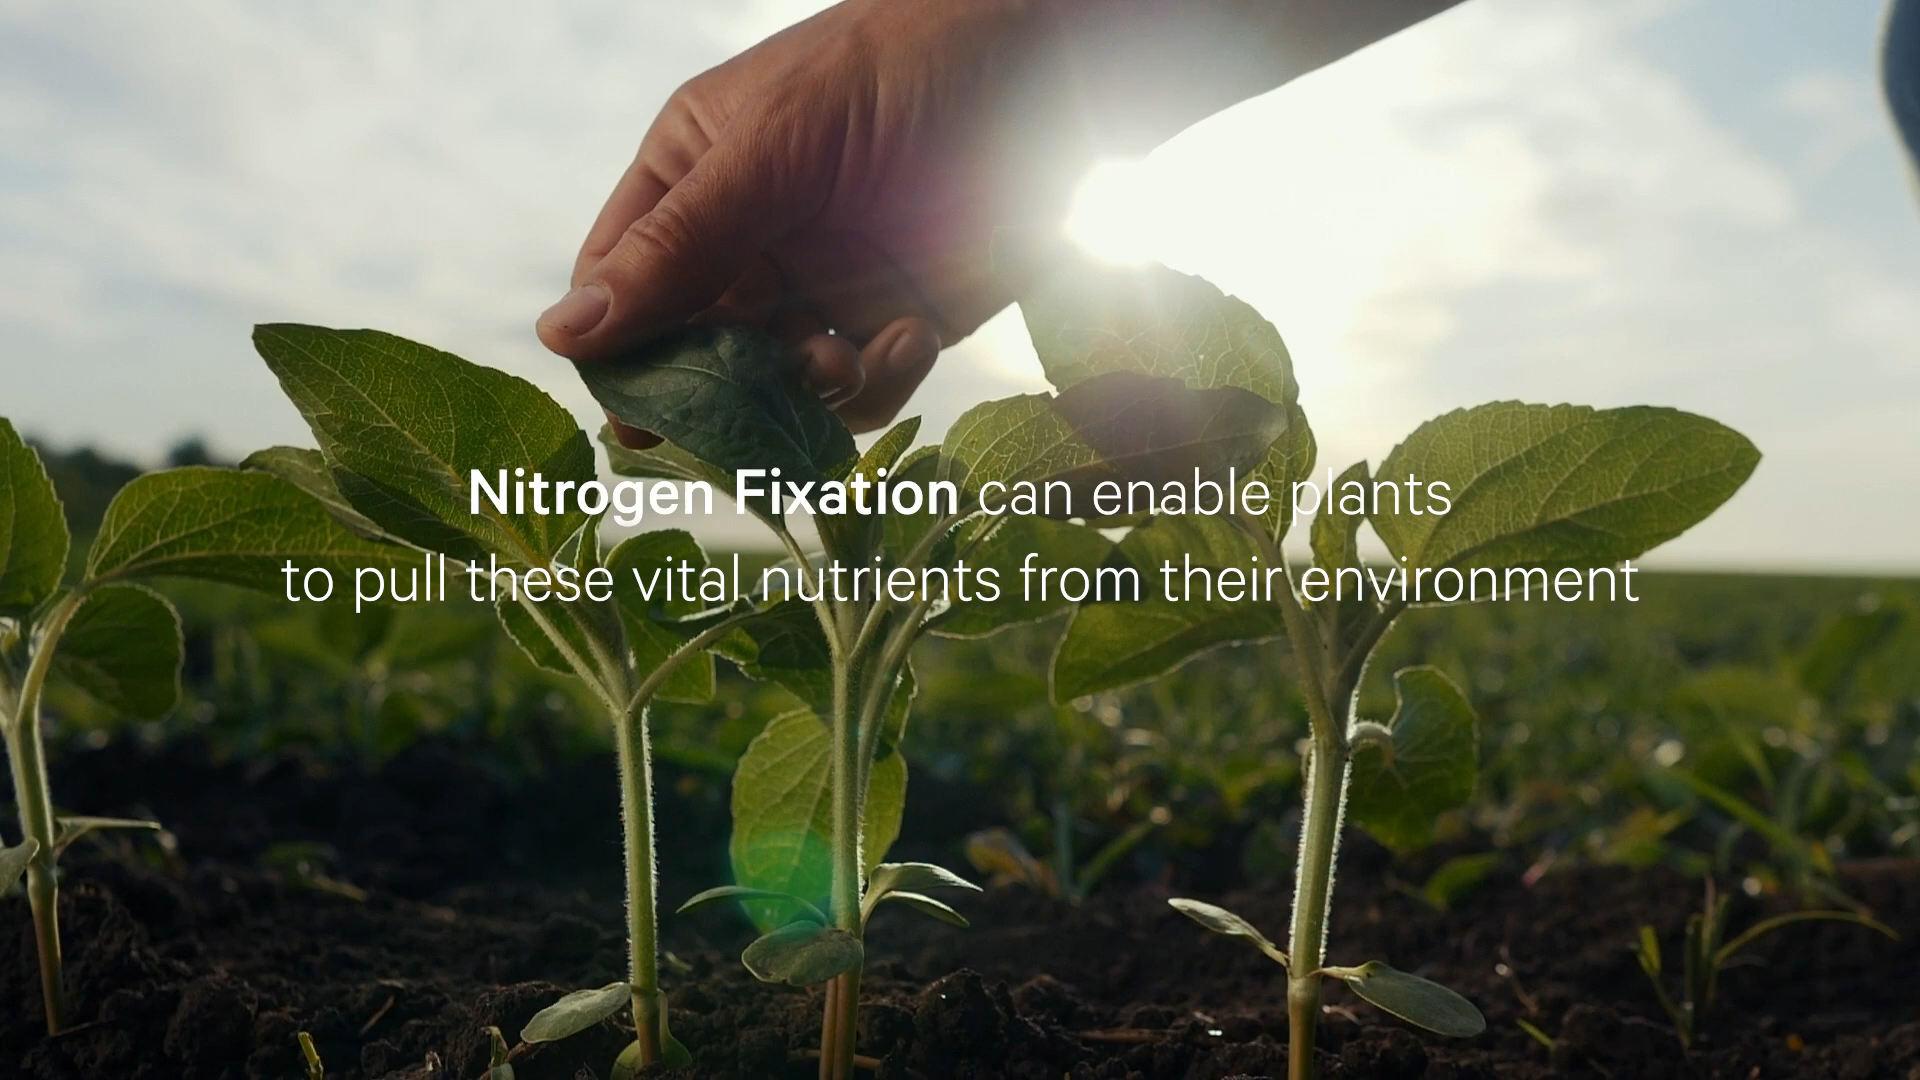 Nitrogen Fixation can enable plants
to pull these vital nutrients from their environment